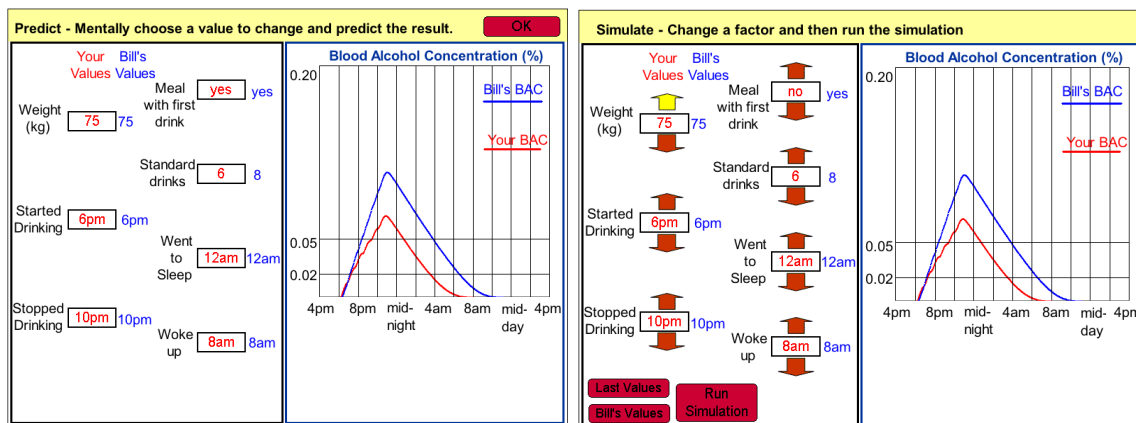 Predict - Mentally choose a value to change and predict the result.
OK
Your Bill's
Values Values
Meal
with first
drink
yes yes
Weight
(kg)
75 75
Standard
drinks
6 8
Started
Drinking
6pm 6pm
Went
to
Sleep
12am 12am
Stopped
Drinking
10pm 10pm
Woke
up
8am 8am
Blood Alcohol Concentration (%)
0.20
Bill's BAC
Your BAC
0.05
0.02
4pm 8pm mid-night 4am 8am mid-day 4pm
Simulate - Change a factor and then run the simulation
Your Bill's
Values Values
Meal
with first
drink
no yes
Weight
(kg)
75 75
Standard
drinks
6 8
Started
Drinking
6pm 6pm
Went
to
Sleep
12am 12am
Stopped
Drinking
10pm 10pm
Woke
up
8am 8am
Last Values
Bill's Values
Run
Simulation
Blood Alcohol Concentration (%)
0.20
Bill's BAC
Your BAC
0.05
0.02
4pm 8pm mid-night 4am 8am mid-day 4pm